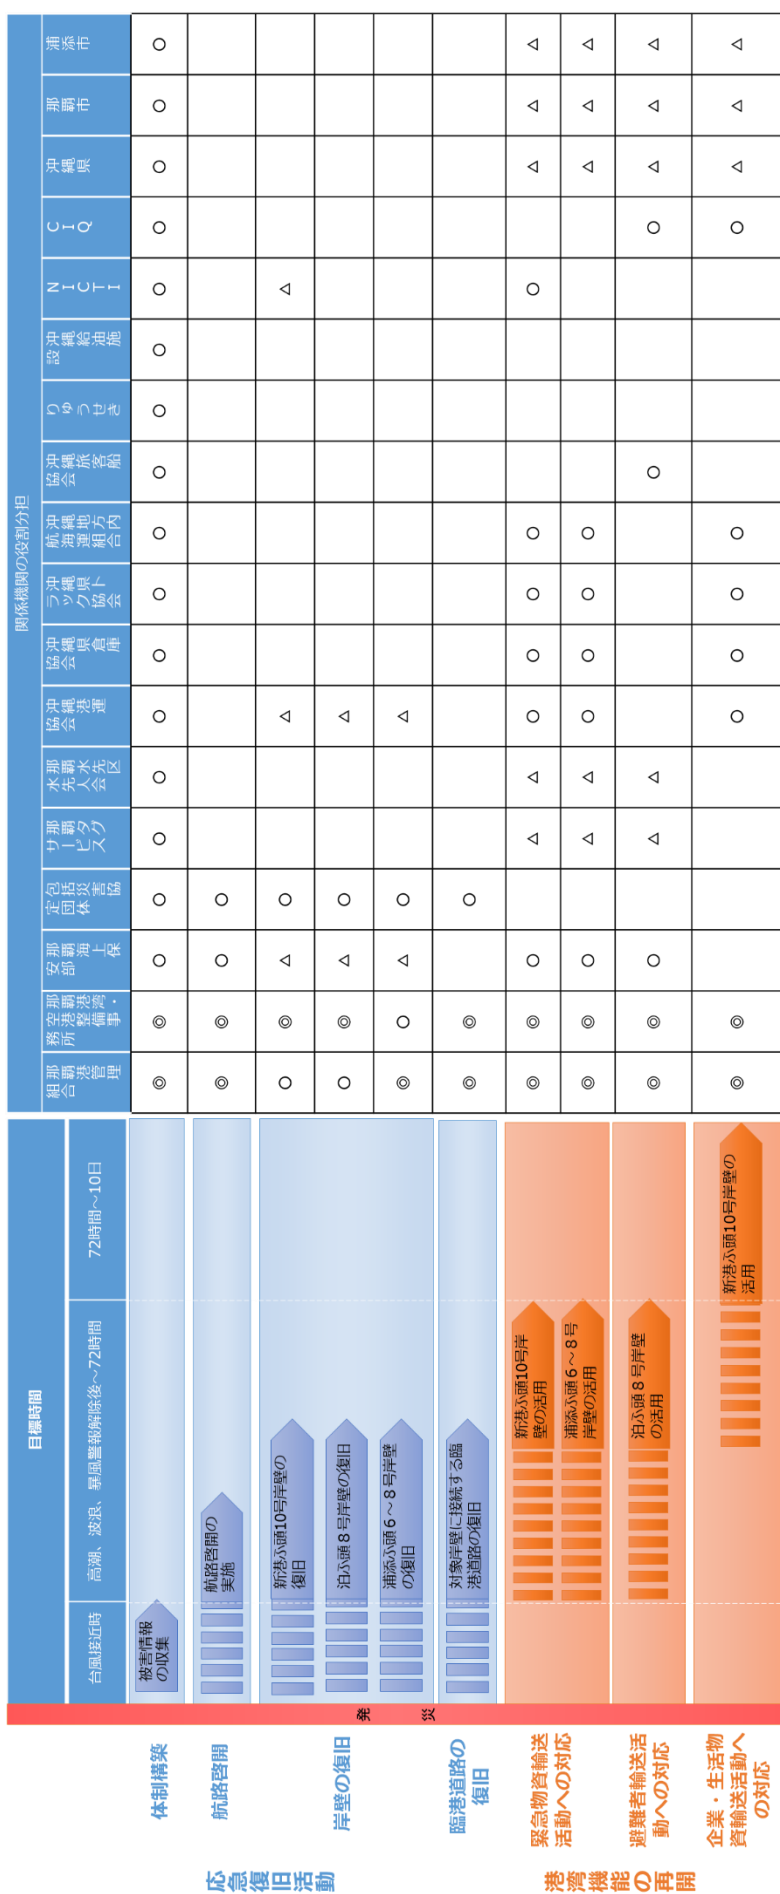 目標時間
関係機関の役割分担
台風接近時
高潮、波浪、暴風警報解除後～72時間
72時間～10日
那覇港管理
組合
那覇港湾・
空港整備事
務所
那覇海上保
安部
包括災害協
定団体
那覇タグ
サービス
那覇水先区
水先人会
沖縄港運
協会
沖縄県倉庫
協会
沖縄県ト
ラック協会
沖縄地方内
航海運組合
沖縄旅客船
協会
りゅうせき
沖縄給油施
設
NICTI
CIQ
沖縄県
那覇市
浦添市
発災
応急復旧活動
体制構築
被害情報
の収集
◎ ◎ ○ ○ ○ ○ ○ ○ ○ ○ ○ ○ ○ ○ ○ ○ ○ ○
航路啓開
航路啓開の
実施
◎ ◎ ○ ○
岸壁の復旧
新港ふ頭10号岸壁の
復旧
○ ◎ △ ○ △ △
泊ふ頭８号岸壁の復旧
○ ◎ △ ○ △
浦添ふ頭６～８号岸壁
の復旧
◎ ○ △ ○ △
臨港道路の
復旧
対象岸壁に接続する臨
港道路の復旧
◎ ◎ ○
港湾機能の再開
緊急物資輸送
活動への対応
新港ふ頭10号岸
壁の活用
◎ ◎ ○ △ △ ○ ○ ○ ○ ○ △ △ △
浦添ふ頭６～８号
岸壁の活用
◎ ◎ ○ △ △ ○ ○ ○ ○ △ △ △
避難者輸送活
動への対応
泊ふ頭８号岸壁
の活用
◎ ◎ ○ △ △ ○ ○ △ △ △
企業・生活物
資輸送活動へ
の対応
新港ふ頭10号岸壁の
活用
◎ ◎ ○ ○ ○ ○ ○ △ △ △